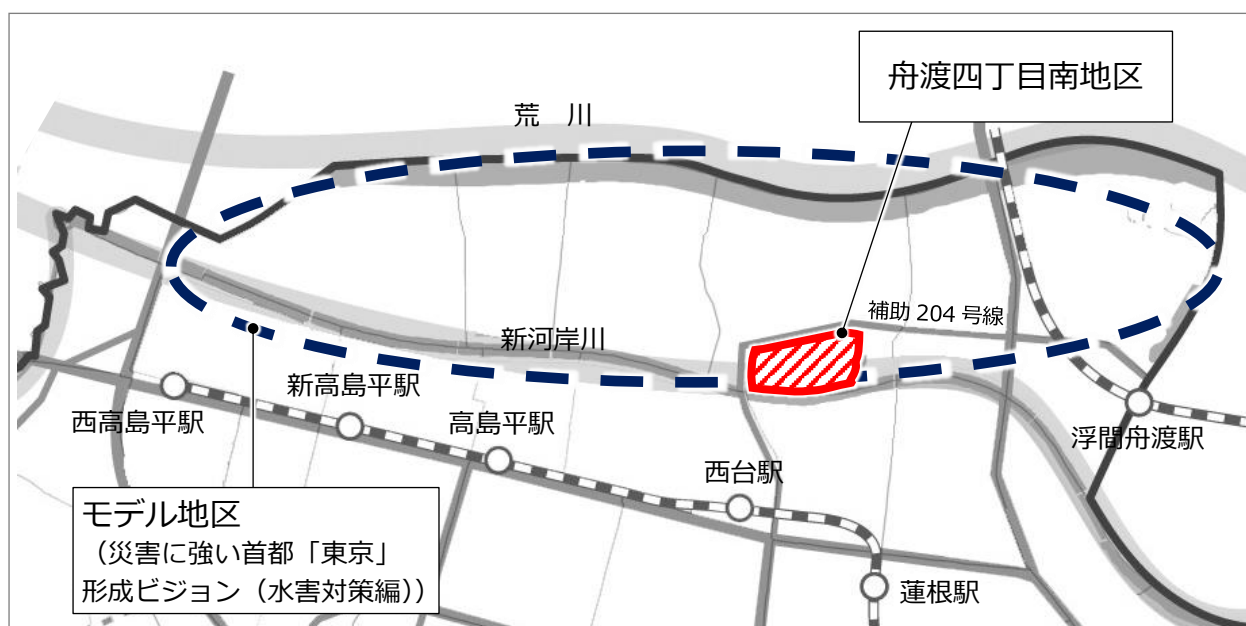 舟渡四丁目南地区
荒　川
補助 204 号線
新河岸川
新高島平駅
西高島平駅
高島平駅
浮間舟渡駅
西台駅
モデル地区
（災害に強い首都「東京」
形成ビジョン（水害対策編））
蓮根駅